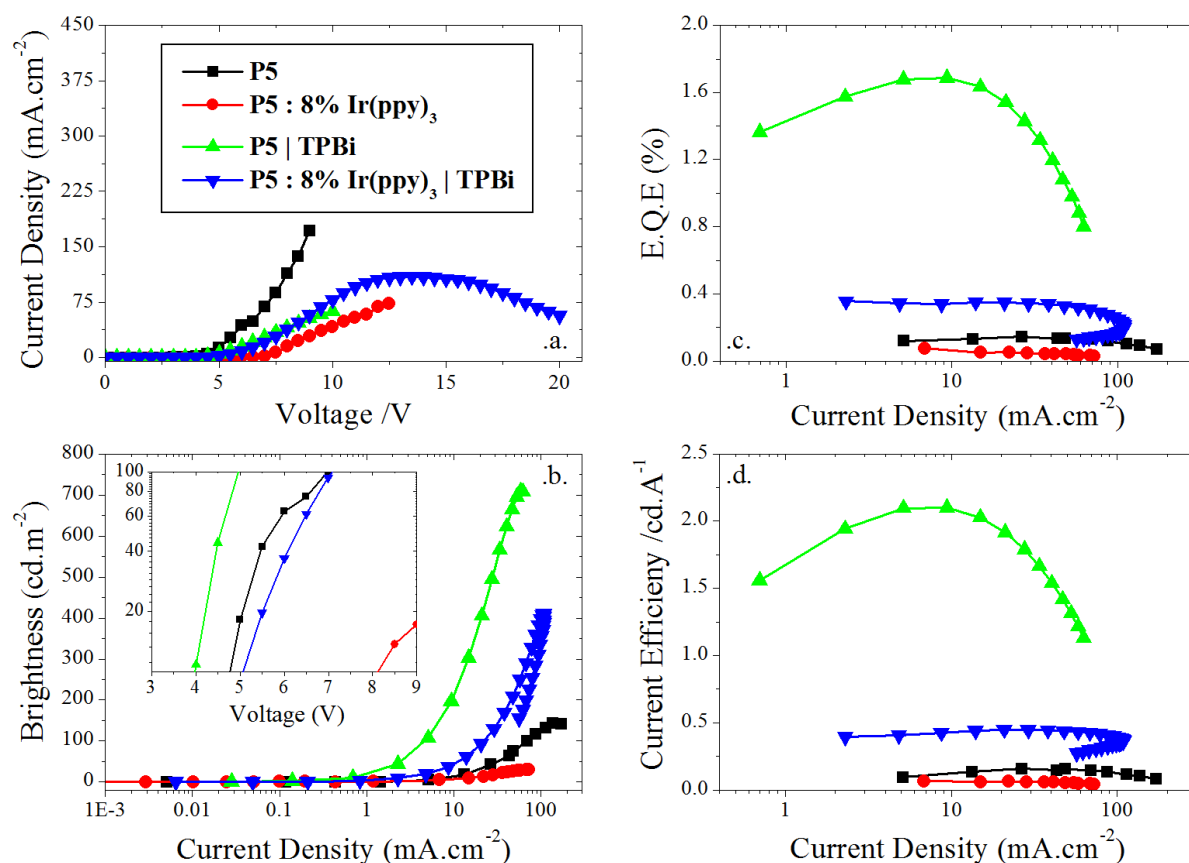 450
375
300
225
150
75
0
Current Density (mA.cm-2)
P5
P5 : 8% Ir(ppy)3
P5 | TPBi
P5 : 8% Ir(ppy)3 | TPBi
.a.
0 5 10 15 20
Voltage /V
2.0
1.6
1.2
0.8
0.4
0.0
E.Q.E (%)
.c.
1 10 100
Current Density (mA.cm-2)
800
700
600
500
400
300
200
100
0
Brightness (cd.m-2)
.b.
100
80
60
40
20
3 4 5 6 7 8 9
Voltage (V)
1E-3 0.01 0.1 1 10 100
Current Density (mA.cm-2)
2.5
2.0
1.5
1.0
0.5
0.0
Current Efficieny /cd.A-1
.d.
1 10 100
Current Density (mA.cm-2)